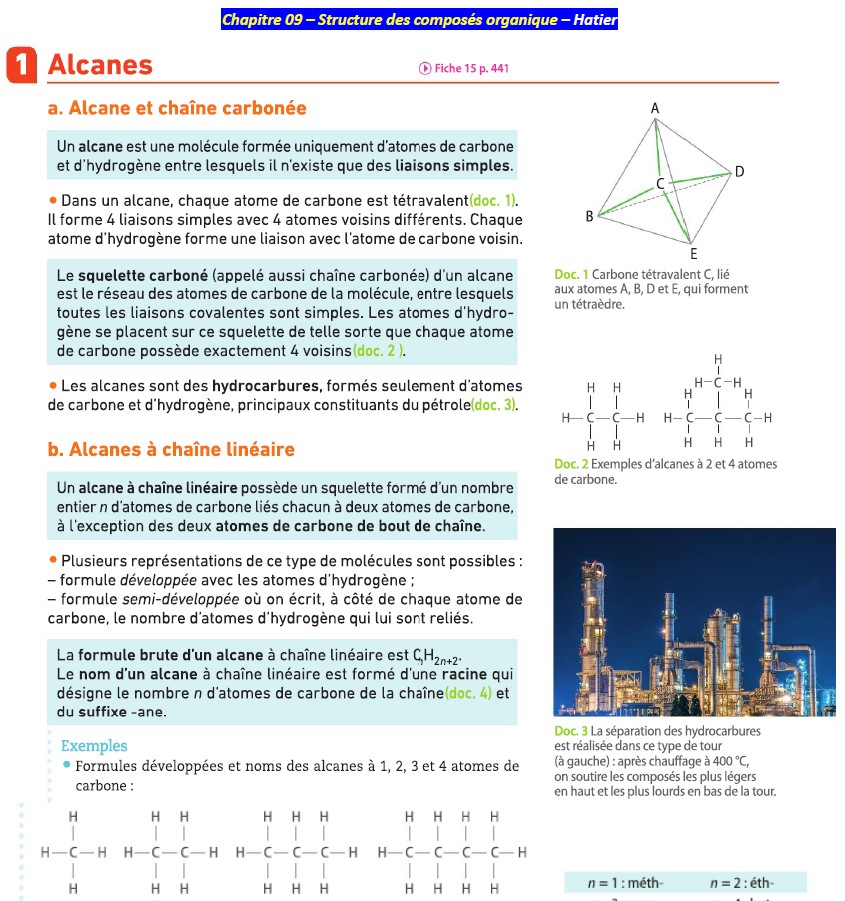 Chapitre 09 – Structure des composés organique – Hatier
1 Alcanes
Fiche 15 p. 441
a. Alcane et chaîne carbonée
Un alcane est une molécule formée uniquement d'atomes de carbone
et d'hydrogène entre lesquels il n'existe que des liaisons simples.
• Dans un alcane, chaque atome de carbone est tétravalent(doc. 1).
Il forme 4 liaisons simples avec 4 atomes voisins différents. Chaque
atome d'hydrogène forme une liaison avec l'atome de carbone voisin.
Le squelette carboné (appelé aussi chaîne carbonée) d'un alcane
est le réseau des atomes de carbone de la molécule, entre lesquels
toutes les liaisons covalentes sont simples. Les atomes d'hydro-
gène se placent sur ce squelette de telle sorte que chaque atome
de carbone possède exactement 4 voisins(doc. 2 ).
• Les alcanes sont des hydrocarbures, formés seulement d'atomes
de carbone et d'hydrogène, principaux constituants du pétrole(doc. 3).
b. Alcanes à chaîne linéaire
Un alcane à chaîne linéaire possède un squelette formé d'un nombre
entier n d'atomes de carbone liés chacun à deux atomes de carbone,
à l'exception des deux atomes de carbone de bout de chaîne.
• Plusieurs représentations de ce type de molécules sont possibles :
– formule développée avec les atomes d'hydrogène ;
– formule semi-développée où on écrit, à côté de chaque atome de
carbone, le nombre d'atomes d'hydrogène qui lui sont reliés.
La formule brute d'un alcane à chaîne linéaire est CnH2n+2.
Le nom d'un alcane à chaîne linéaire est formé d'une racine qui
désigne le nombre n d'atomes de carbone de la chaîne(doc. 4) et
du suffixe -ane.
Exemples
• Formules développées et noms des alcanes à 1, 2, 3 et 4 atomes de
carbone :
H H H H H H H H H H
H—C—H H—C—C—H H—C—C—C—H H—C—C—C—C—H
H H H H H H H H H H
A
D
C
B
E
Doc. 1 Carbone tétravalent C, lié
aux atomes A, B, D et E, qui forment
un tétraèdre.
H
H H H—C—H
H H
H—C—C—H H—C—C—C—H
H H H H H
Doc. 2 Exemples d'alcanes à 2 et 4 atomes
de carbone.
Doc. 3 La séparation des hydrocarbures
est réalisée dans ce type de tour
(à gauche) : après chauffage à 400 °C,
on soutire les composés les plus légers
en haut et les plus lourds en bas de la tour.
n = 1 : méth- n = 2 : éth-